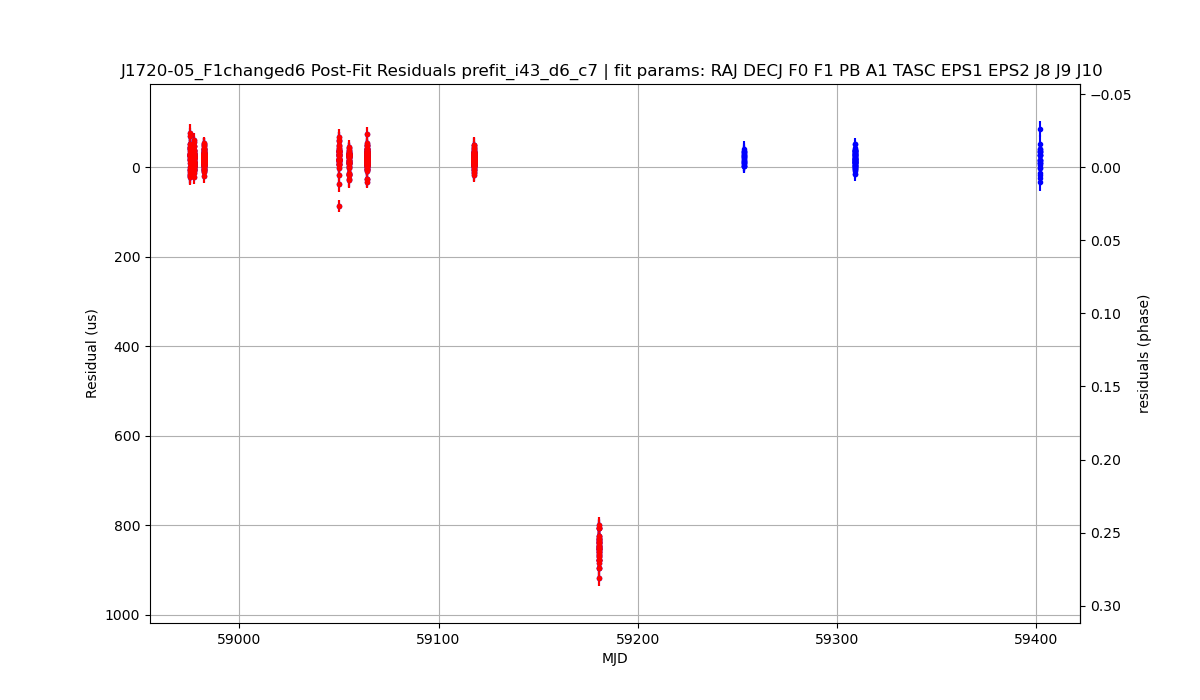 J1720-05_F1changed6 Post-Fit Residuals prefit_i43_d6_c7 | fit params: RAJ DECJ F0 F1 PB A1 TASC EPS1 EPS2 J8 J9 J10
−0.05
0 0.00
200
0.05
0.10
400
0.15
600
0.20
800
0.25
0.30
1000
Residual (us)
residuals (phase)
59000 59100 59200 59300 59400
MJD